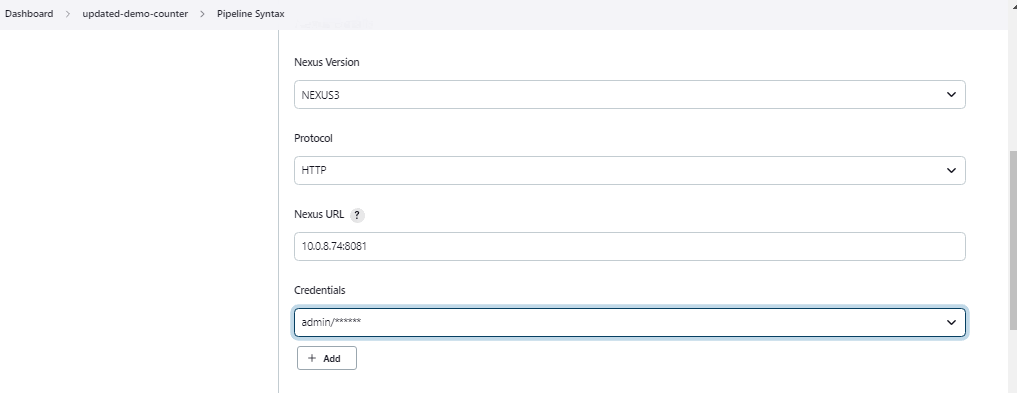 Dashboard > updated-demo-counter > Pipeline Syntax
Nexus Version
NEXUS3
Protocol
HTTP
Nexus URL ?
10.0.8.74:8081
Credentials
admin/******
+ Add